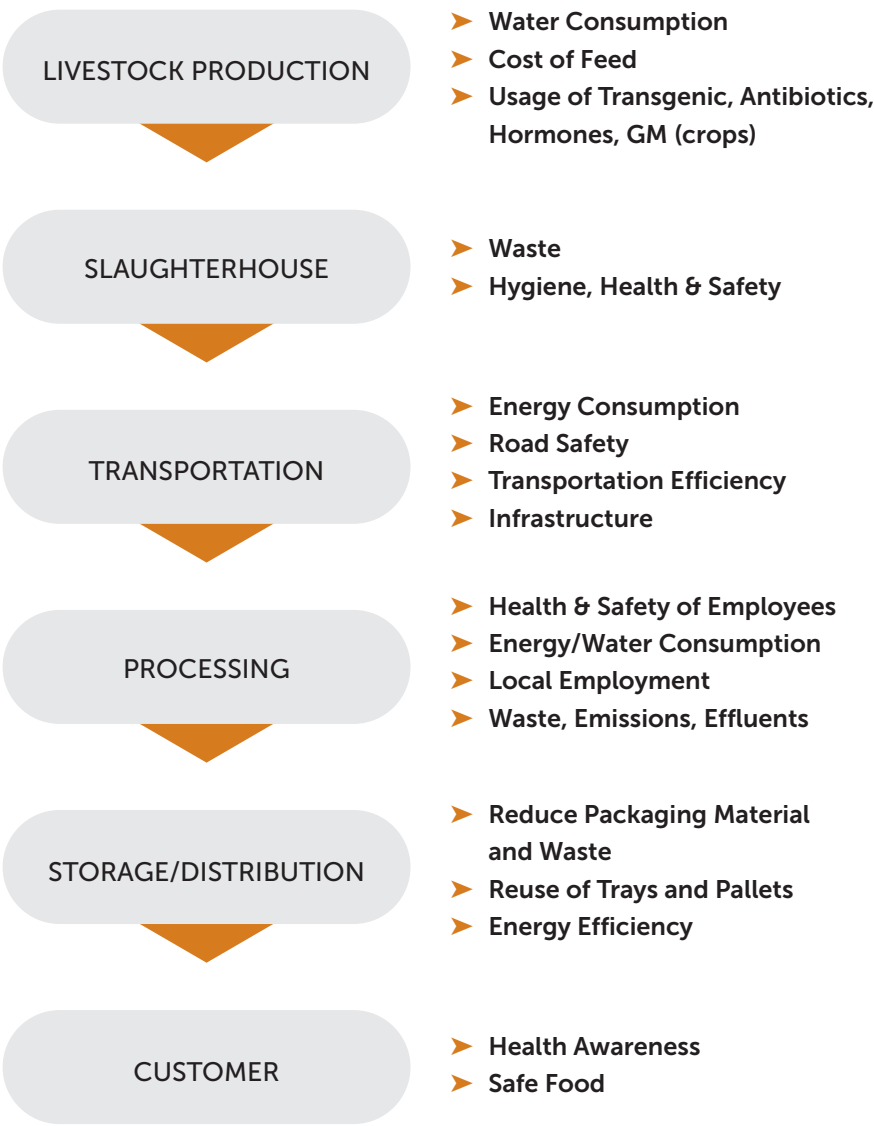 LIVESTOCK PRODUCTION
➤ Water Consumption
➤ Cost of Feed
➤ Usage of Transgenic, Antibiotics,
Hormones, GM (crops)
SLAUGHTERHOUSE
➤ Waste
➤ Hygiene, Health & Safety
TRANSPORTATION
➤ Energy Consumption
➤ Road Safety
➤ Transportation Efficiency
➤ Infrastructure
PROCESSING
➤ Health & Safety of Employees
➤ Energy/Water Consumption
➤ Local Employment
➤ Waste, Emissions, Effluents
STORAGE/DISTRIBUTION
➤ Reduce Packaging Material
and Waste
➤ Reuse of Trays and Pallets
➤ Energy Efficiency
CUSTOMER
➤ Health Awareness
➤ Safe Food